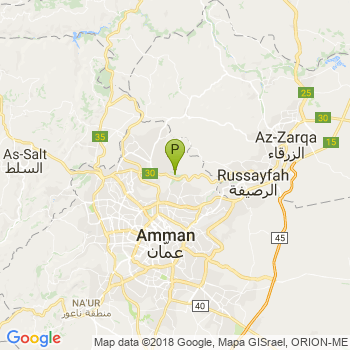 25
30
15
Az-Zarqa
الزرقاء
35
P
As-Salt
السلط
30
Russayfah
الرصيفة
Amman
عمان
45
NA'UR
منطقة ناعور
40
Google
Map data ©2018 Google, Mapa GISrael, ORION-ME